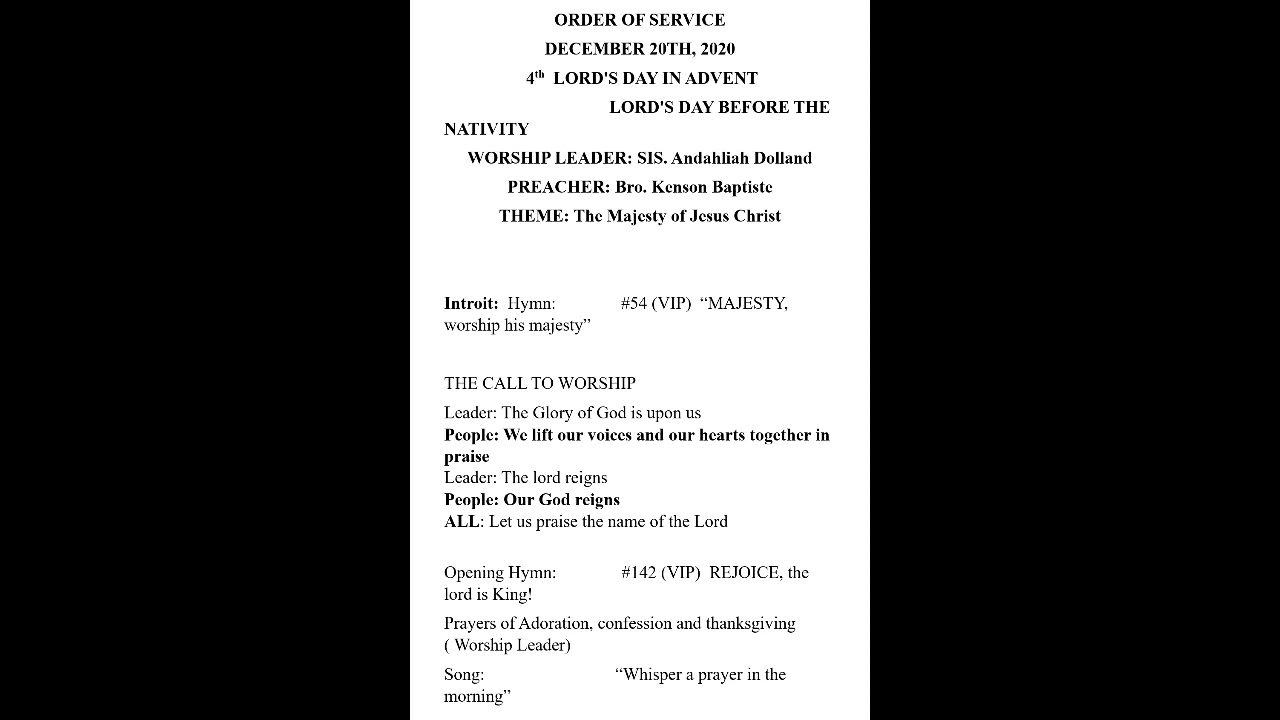 ORDER OF SERVICE
DECEMBER 20TH, 2020
4th LORD'S DAY IN ADVENT
LORD'S DAY BEFORE THE
NATIVITY
WORSHIP LEADER: SIS. Andahliah Dolland
PREACHER: Bro. Kenson Baptiste
THEME: The Majesty of Jesus Christ
Introit: Hymn: #54 (VIP) “MAJESTY,
worship his majesty”
THE CALL TO WORSHIP
Leader: The Glory of God is upon us
People: We lift our voices and our hearts together in
praise
Leader: The lord reigns
People: Our God reigns
ALL: Let us praise the name of the Lord
Opening Hymn: #142 (VIP) REJOICE, the
lord is King!
Prayers of Adoration, confession and thanksgiving
( Worship Leader)
Song: “Whisper a prayer in the
morning”